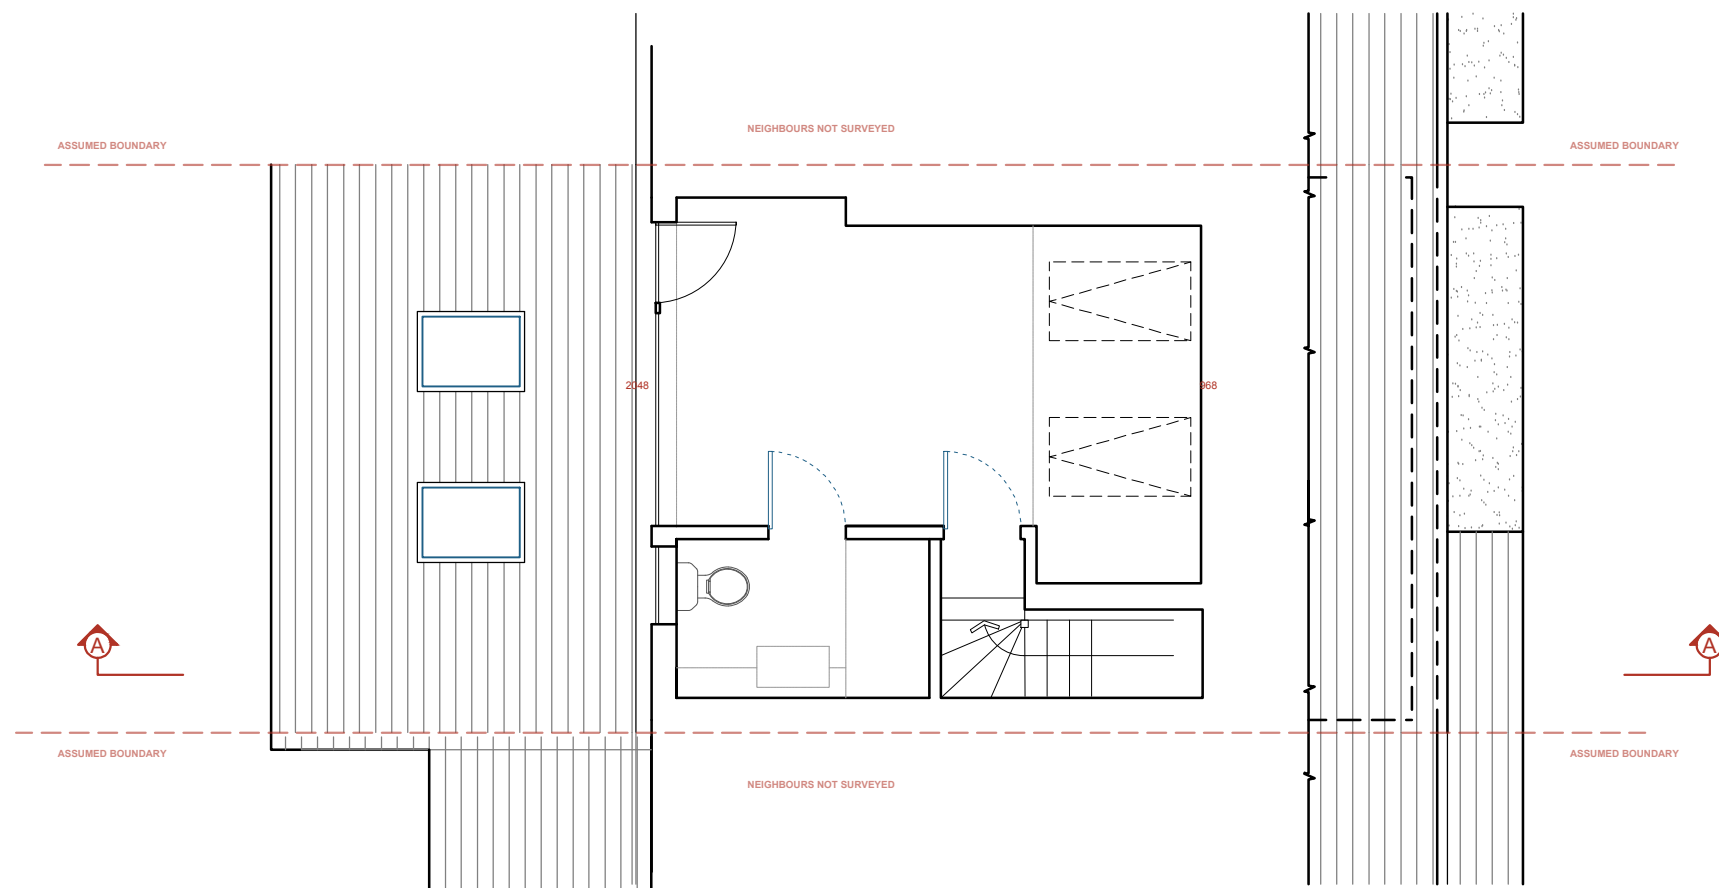 NEIGHBOURS NOT SURVEYED
ASSUMED BOUNDARY
ASSUMED BOUNDARY
2048
968
A
A
ASSUMED BOUNDARY
ASSUMED BOUNDARY
NEIGHBOURS NOT SURVEYED